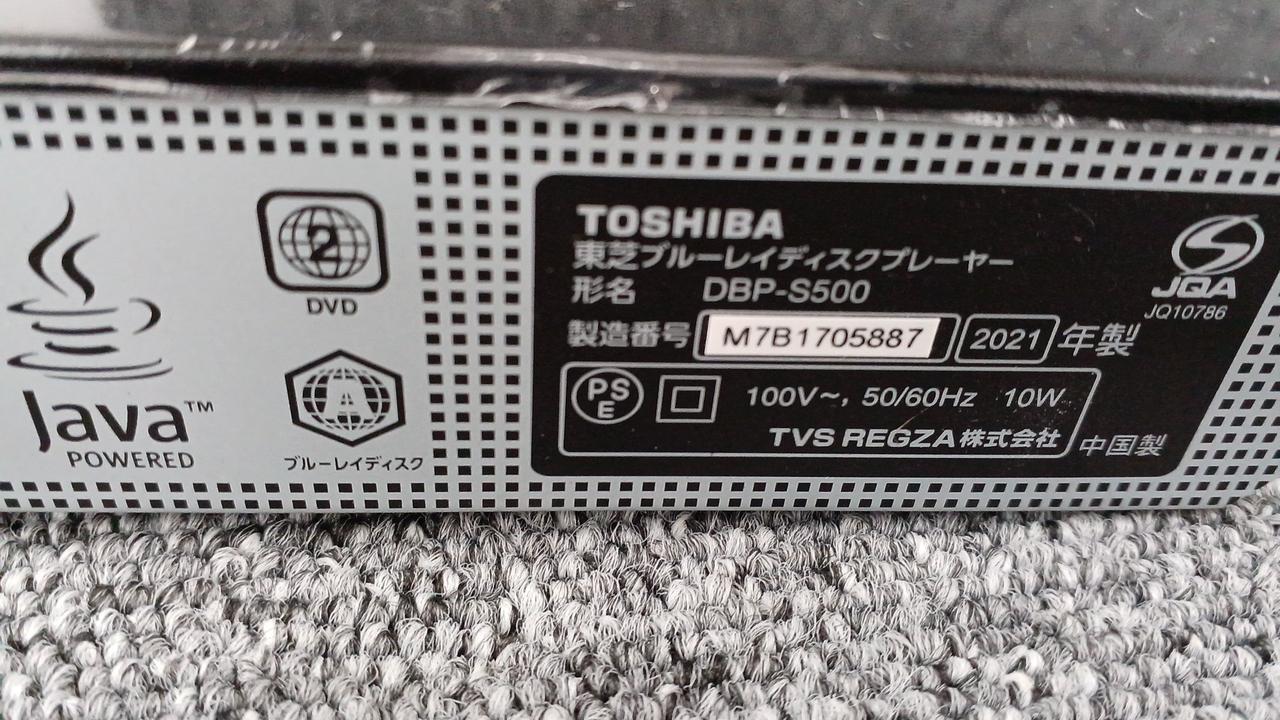 Java™
POWERED
2
DVD
A
ブルーレイディスク
TOSHIBA
東芝ブルーレイディスクプレーヤー
形名 DBP-S500
製造番号 M7B1705887 2021 年製
PS
E
100V～, 50/60Hz 10W
TVS REGZA株式会社
中国製
JQA
JQ10786